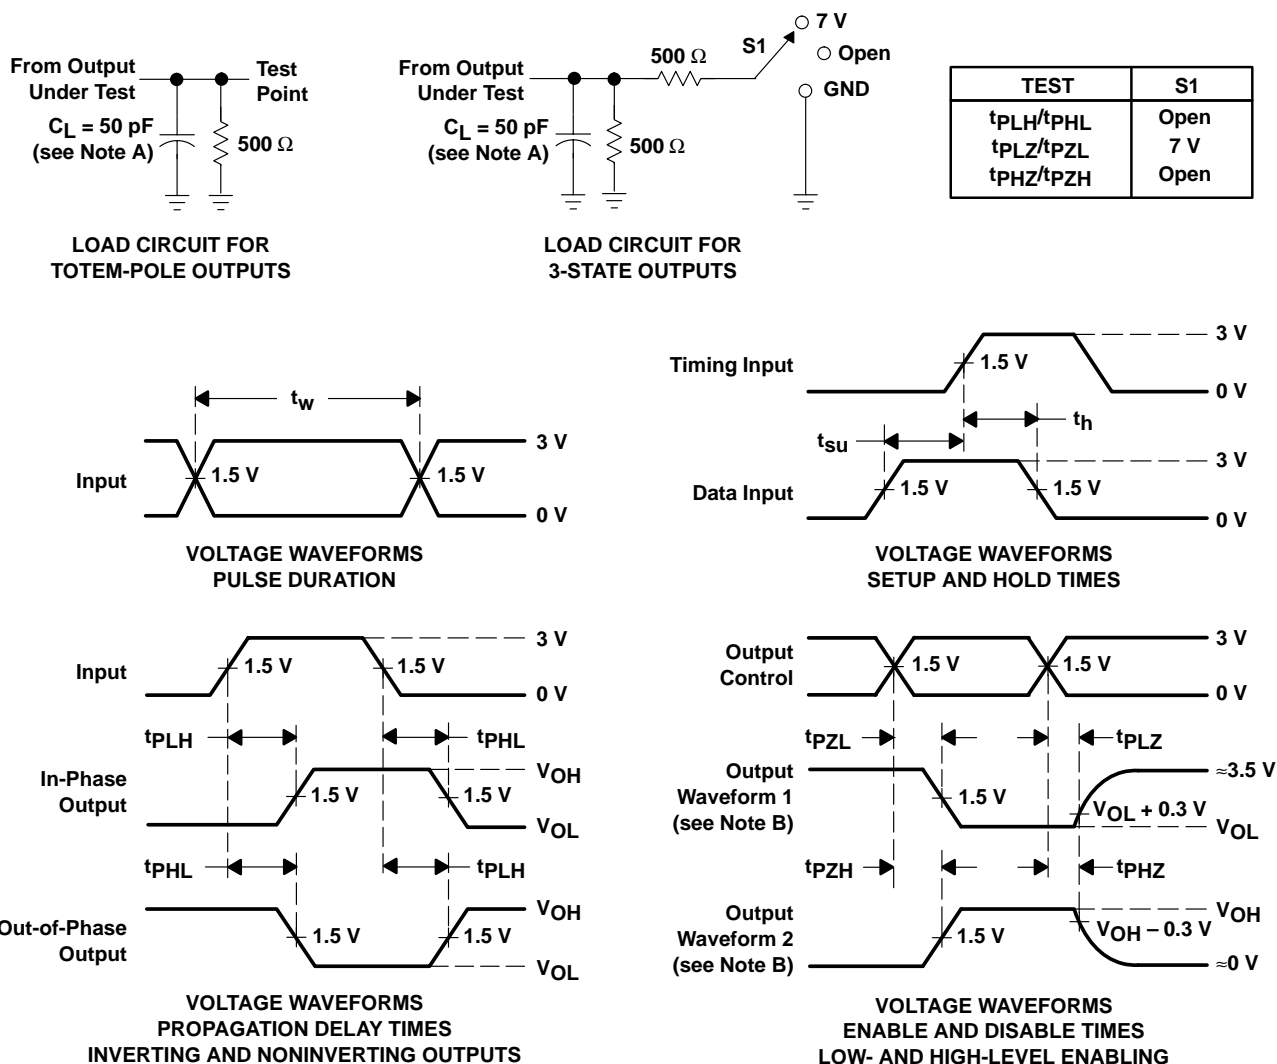 From Output
Under Test
Test
Point
CL = 50 pF
(see Note A)
500 Ω
LOAD CIRCUIT FOR
TOTEM-POLE OUTPUTS
From Output
Under Test
500 Ω
S1
7 V
Open
GND
CL = 50 pF
(see Note A)
500 Ω
LOAD CIRCUIT FOR
3-STATE OUTPUTS
TEST S1
tPLH/tPHL Open
tPLZ/tPZL 7 V
tPHZ/tPZH Open
tw
Input
1.5 V
1.5 V
3 V
0 V
VOLTAGE WAVEFORMS
PULSE DURATION
Timing Input
1.5 V
3 V
0 V
tsu
th
Data Input
1.5 V
1.5 V
3 V
0 V
VOLTAGE WAVEFORMS
SETUP AND HOLD TIMES
Input
1.5 V
1.5 V
3 V
0 V
tPLH
tPHL
In-Phase
Output
1.5 V
1.5 V
VOH
VOL
tPHL
tPLH
Out-of-Phase
Output
1.5 V
1.5 V
VOH
VOL
VOLTAGE WAVEFORMS
PROPAGATION DELAY TIMES
INVERTING AND NONINVERTING OUTPUTS
Output
Control
1.5 V
1.5 V
3 V
0 V
tPZL
tPLZ
Output
Waveform 1
(see Note B)
1.5 V
VOL + 0.3 V
≈3.5 V
VOL
tPZH
tPHZ
Output
Waveform 2
(see Note B)
1.5 V
VOH – 0.3 V
VOH
≈0 V
VOLTAGE WAVEFORMS
ENABLE AND DISABLE TIMES
LOW- AND HIGH-LEVEL ENABLING